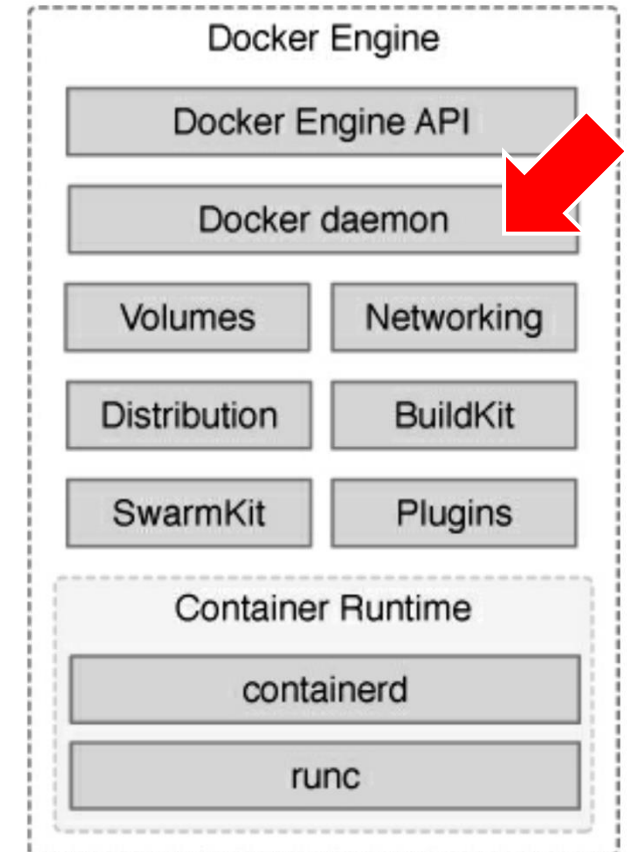 Docker Engine
Docker Engine API
Docker daemon
Volumes
Networking
Distribution
BuildKit
SwarmKit
Plugins
Container Runtime
containerd
runc